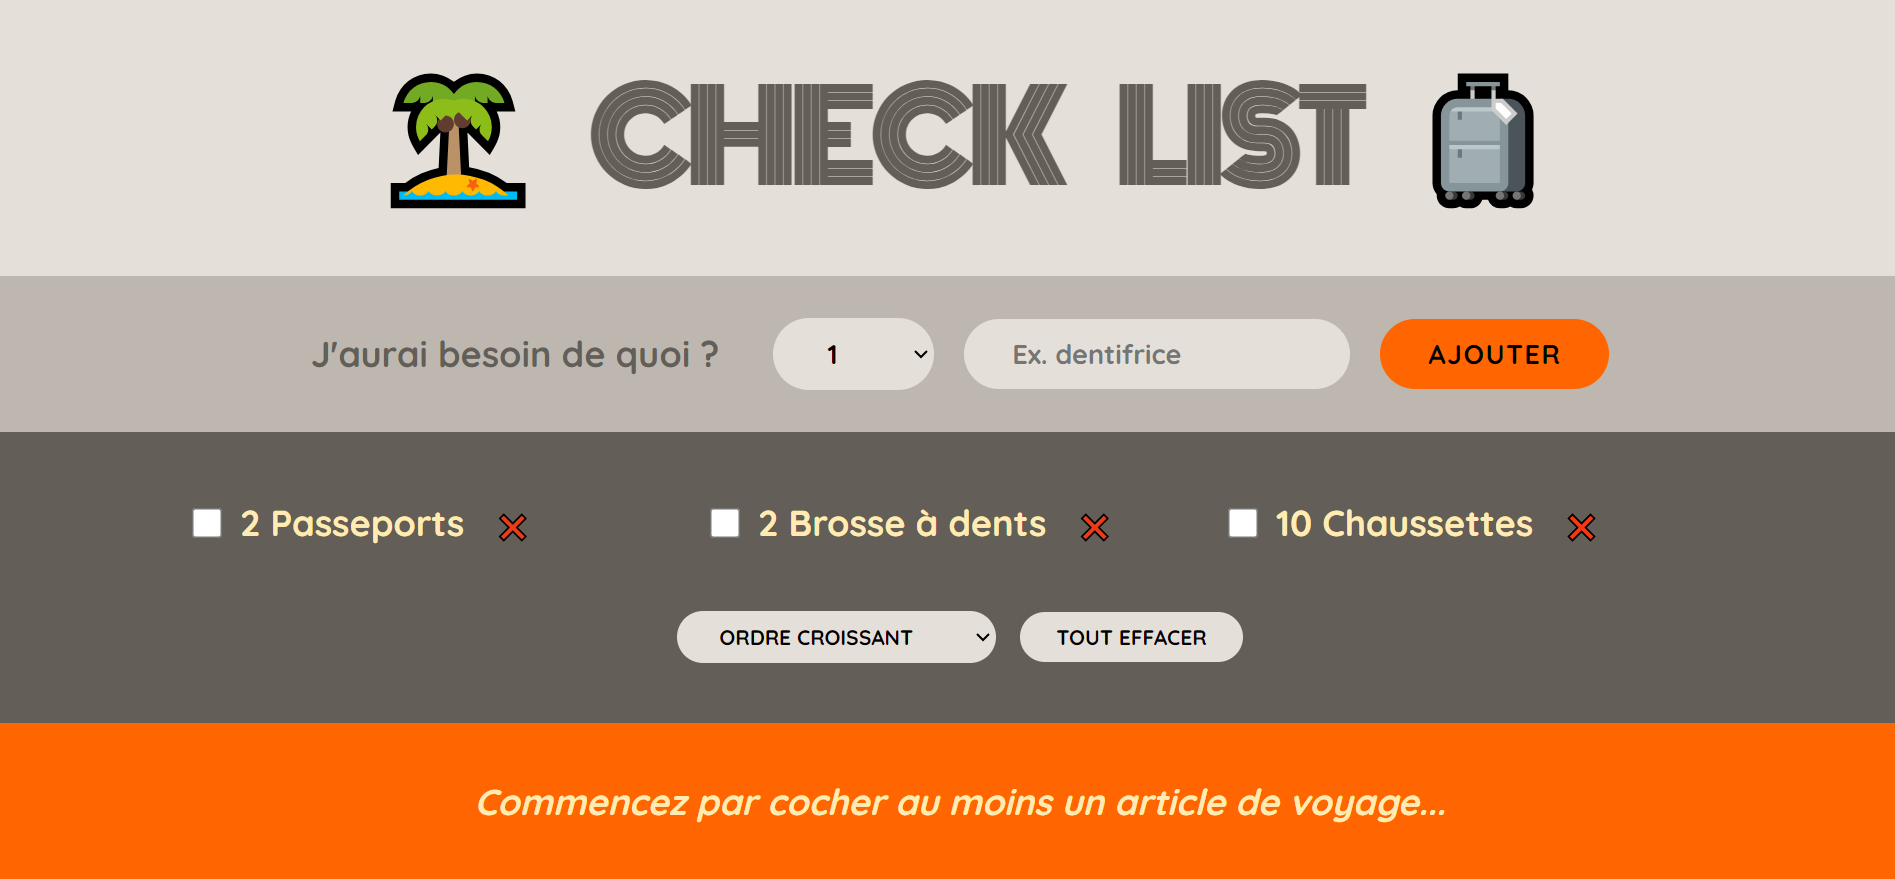 CHECK LIST
J'aurai besoin de quoi ? 1 Ex. dentifrice AJOUTER
2 Passeports 2 Brosse à dents 10 Chaussettes
ORDRE CROISSANT TOUT EFFACER
Commencez par cocher au moins un article de voyage...